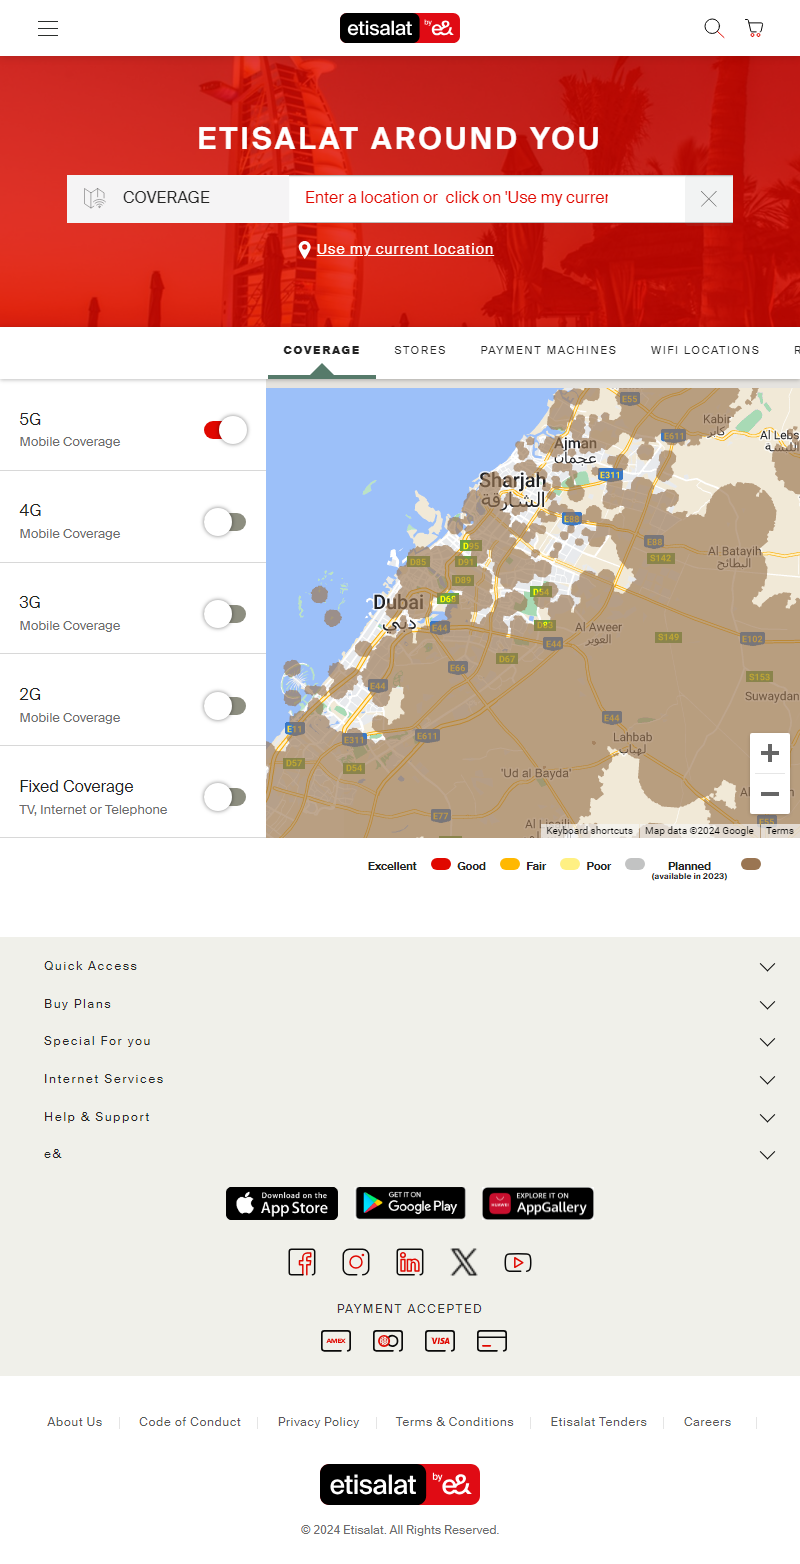 etisalat by e&
ETISALAT AROUND YOU
COVERAGE
Enter a location or click on 'Use my currer
Use my current location
COVERAGE
STORES
PAYMENT MACHINES
WIFI LOCATIONS
5G
Mobile Coverage
4G
Mobile Coverage
3G
Mobile Coverage
2G
Mobile Coverage
Fixed Coverage
TV, Internet or Telephone
E55
Kabir
كابر
E611
Al Lebs
Ajman
عجمان
E311
Sharjah
الشارقة
E88
D95
E88
S142
Al Batayih
البطائح
D85
D91
D89
D54
Dubai
دبي
D68
E44
Al Aweer
العوير
S149
E102
E44
D67
E66
S153
E44
Suwaydan
E44
E11
E311
E611
Lahbab
لهباب
D57
D54
'Ud al Bayda'
E77
E55
Keyboard shortcuts
Map data ©2024 Google
Terms
Excellent
Good
Fair
Poor
Planned
(available in 2023)
Quick Access
Buy Plans
Special For you
Internet Services
Help & Support
e&
Download on the
App Store
GET IT ON
Google Play
HUAWEI
EXPLORE IT ON
AppGallery
PAYMENT ACCEPTED
AMEX
VISA
About Us
Code of Conduct
Privacy Policy
Terms & Conditions
Etisalat Tenders
Careers
etisalat by e&
© 2024 Etisalat. All Rights Reserved.